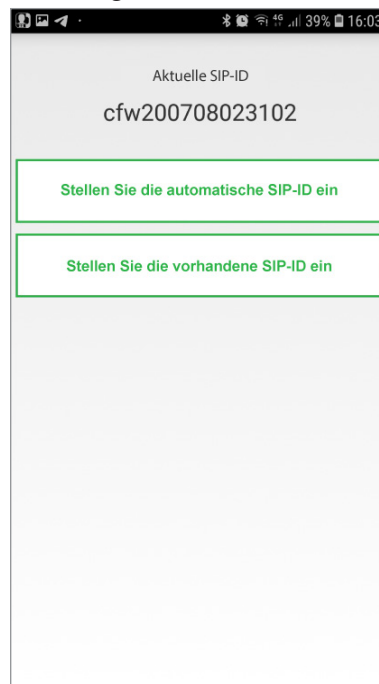 39% 16:03
Aktuelle SIP-ID
cfw200708023102
Stellen Sie die automatische SIP-ID ein
Stellen Sie die vorhandene SIP-ID ein